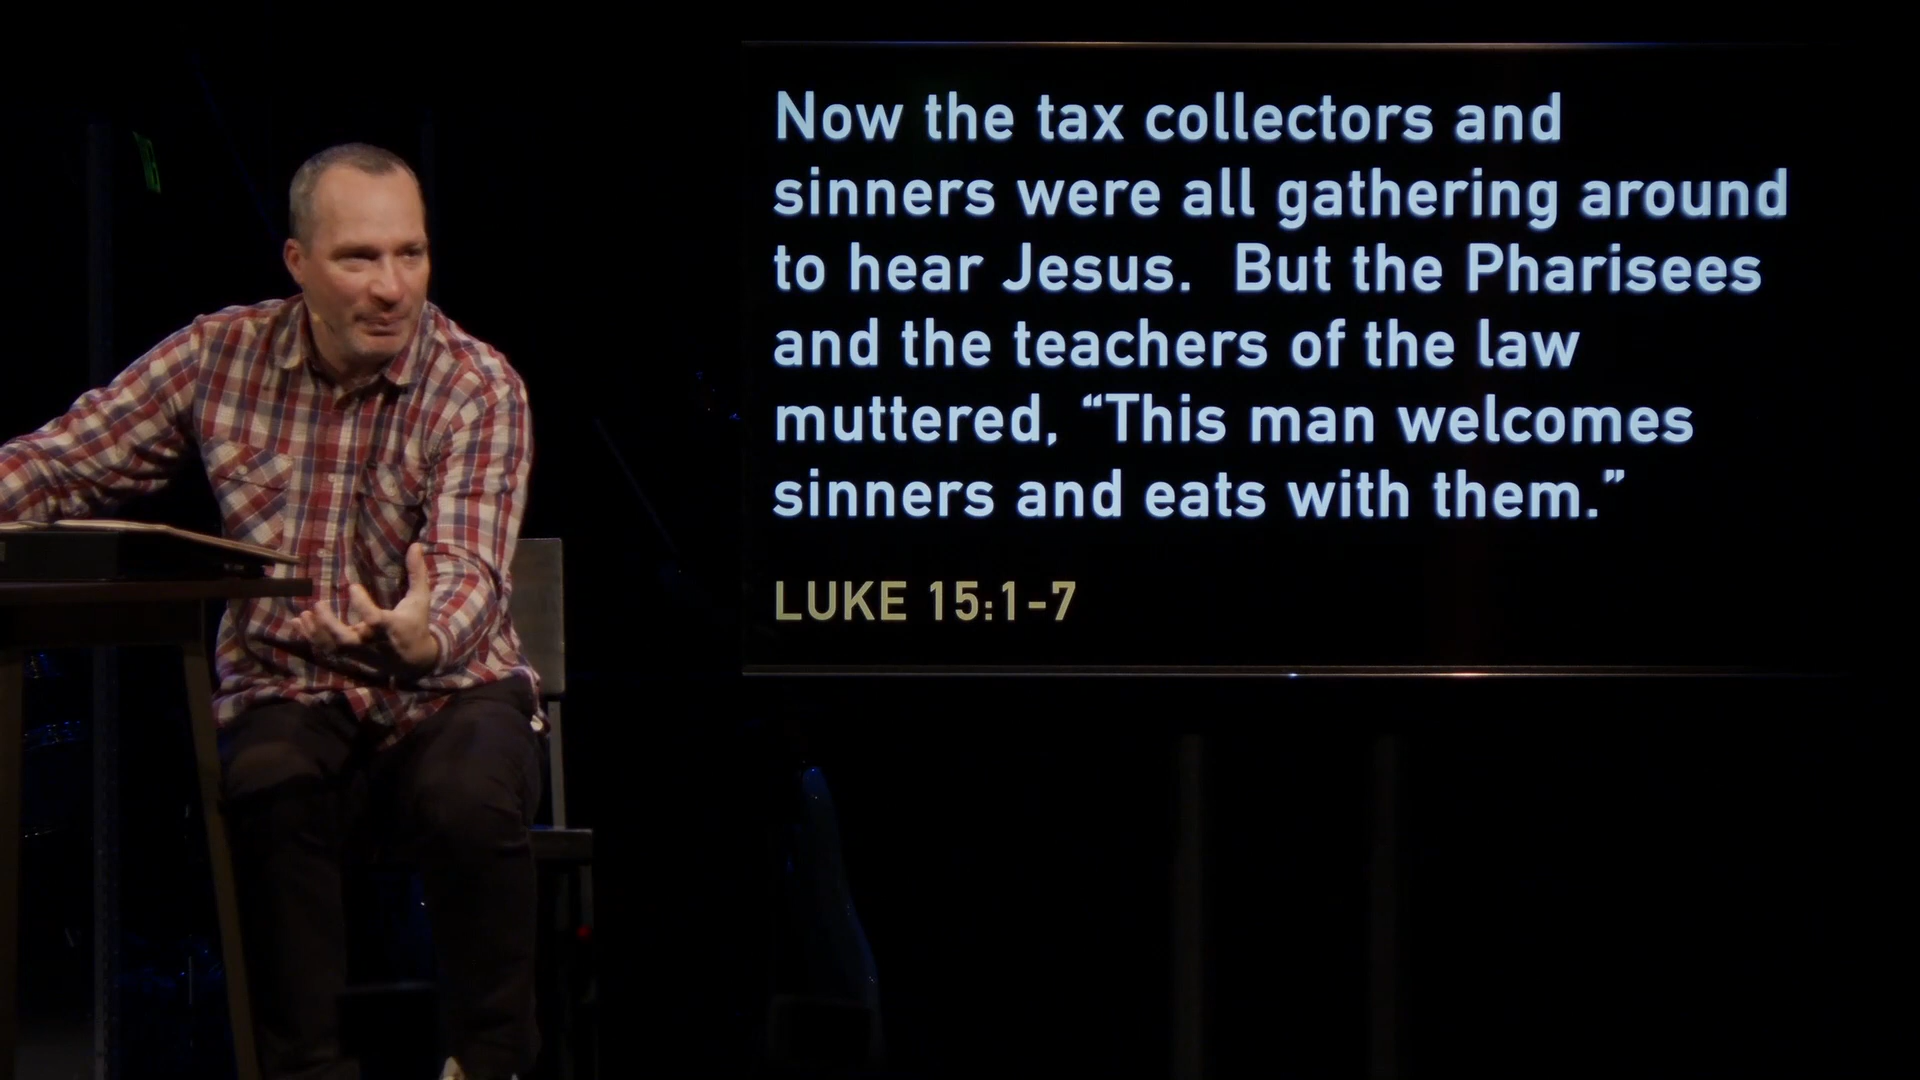 Now the tax collectors and
sinners were all gathering around
to hear Jesus.  But the Pharisees
and the teachers of the law
muttered, “This man welcomes
sinners and eats with them.”
LUKE 15:1-7